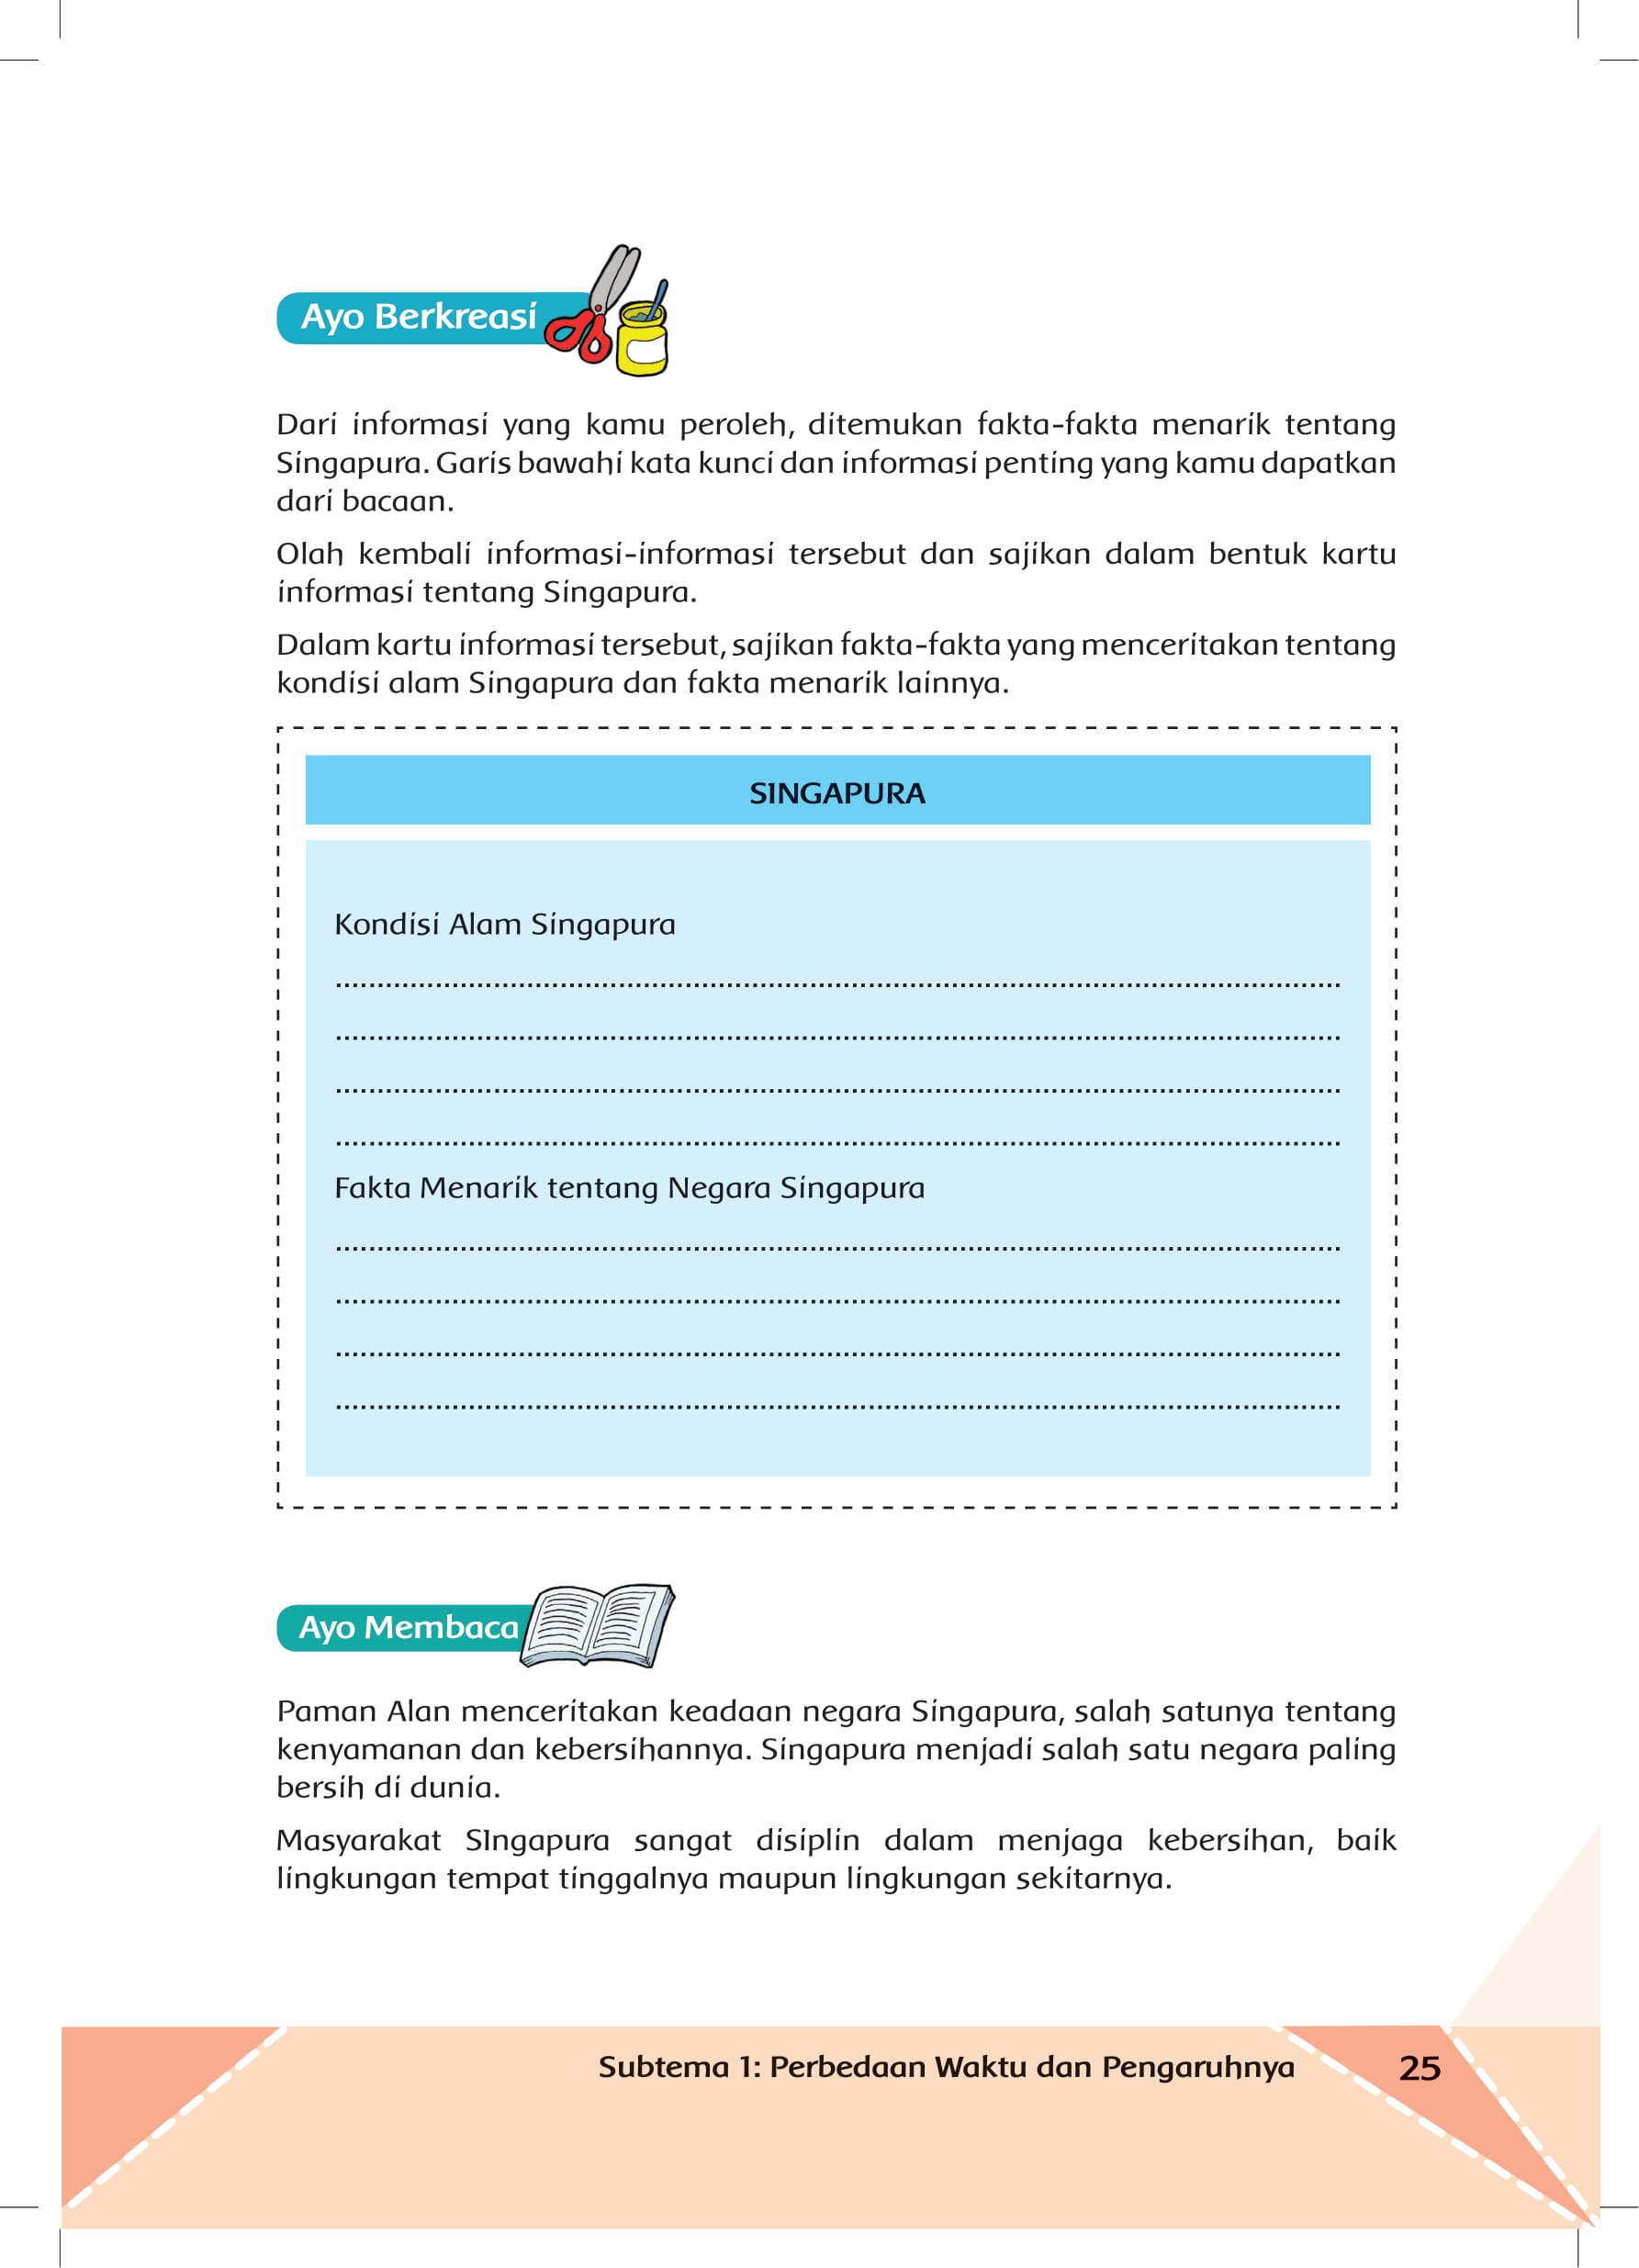 Ayo Berkreasi
Dari informasi yang kamu peroleh, ditemukan fakta-fakta menarik tentang
Singapura. Garis bawahi kata kunci dan informasi penting yang kamu dapatkan
dari bacaan.
Olah kembali informasi-informasi tersebut dan sajikan dalam bentuk kartu
informasi tentang Singapura.
Dalam kartu informasi tersebut, sajikan fakta-fakta yang menceritakan tentang
kondisi alam Singapura dan fakta menarik lainnya.
SINGAPURA
Kondisi Alam Singapura
Fakta Menarik tentang Negara Singapura
Ayo Membaca
Paman Alan menceritakan keadaan negara Singapura, salah satunya tentang
kenyamanan dan kebersihannya. Singapura menjadi salah satu negara paling
bersih di dunia.
Masyarakat SIngapura sangat disiplin dalam menjaga kebersihan, baik
lingkungan tempat tinggalnya maupun lingkungan sekitarnya.
Subtema 1: Perbedaan Waktu dan Pengaruhnya 25